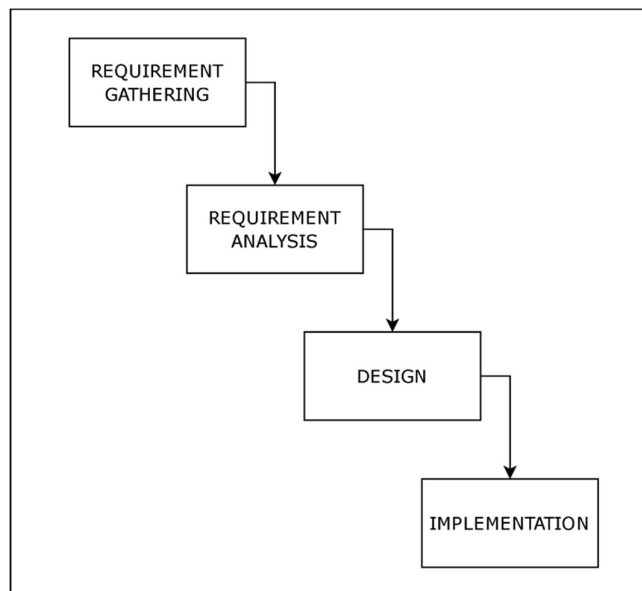 REQUIREMENT
GATHERING
REQUIREMENT
ANALYSIS
DESIGN
IMPLEMENTATION